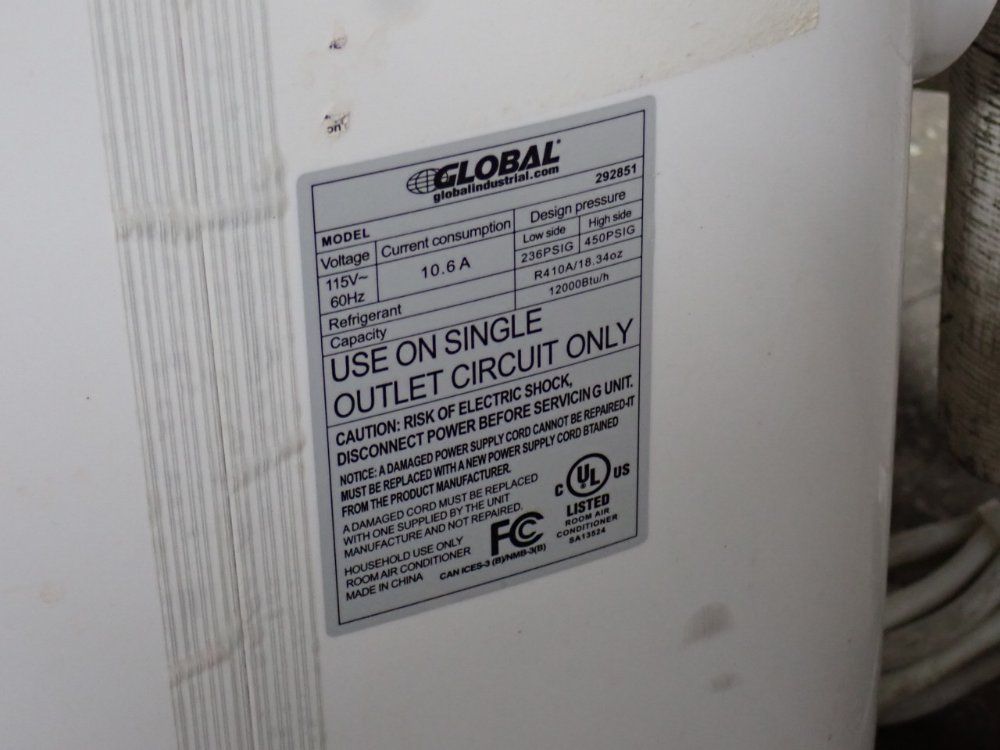 GLOBAL
globalindustrial.com
MODEL 292851
Voltage Current consumption Design pressure
Low side High side
115V~ 60Hz 10.6 A 236PSIG 450PSIG
Refrigerant R410A/18.34oz
Capacity 12000Btu/h
USE ON SINGLE
OUTLET CIRCUIT ONLY
CAUTION: RISK OF ELECTRIC SHOCK,
DISCONNECT POWER BEFORE SERVICING UNIT.
NOTICE: A DAMAGED POWER SUPPLY CORD CANNOT BE REPAIRED-IT
MUST BE REPLACED WITH A NEW POWER SUPPLY CORD BTAINED
FROM THE PRODUCT MANUFACTURER.
A DAMAGED CORD MUST BE REPLACED
WITH ONE SUPPLIED BY THE UNIT
MANUFACTURE AND NOT REPAIRED.
HOUSEHOLD USE ONLY
ROOM AIR CONDITIONER
MADE IN CHINA
FC
CAN ICES-3 (B)/NMB-3(B)
C UL US
LISTED
ROOM AIR
CONDITIONER
SA13524